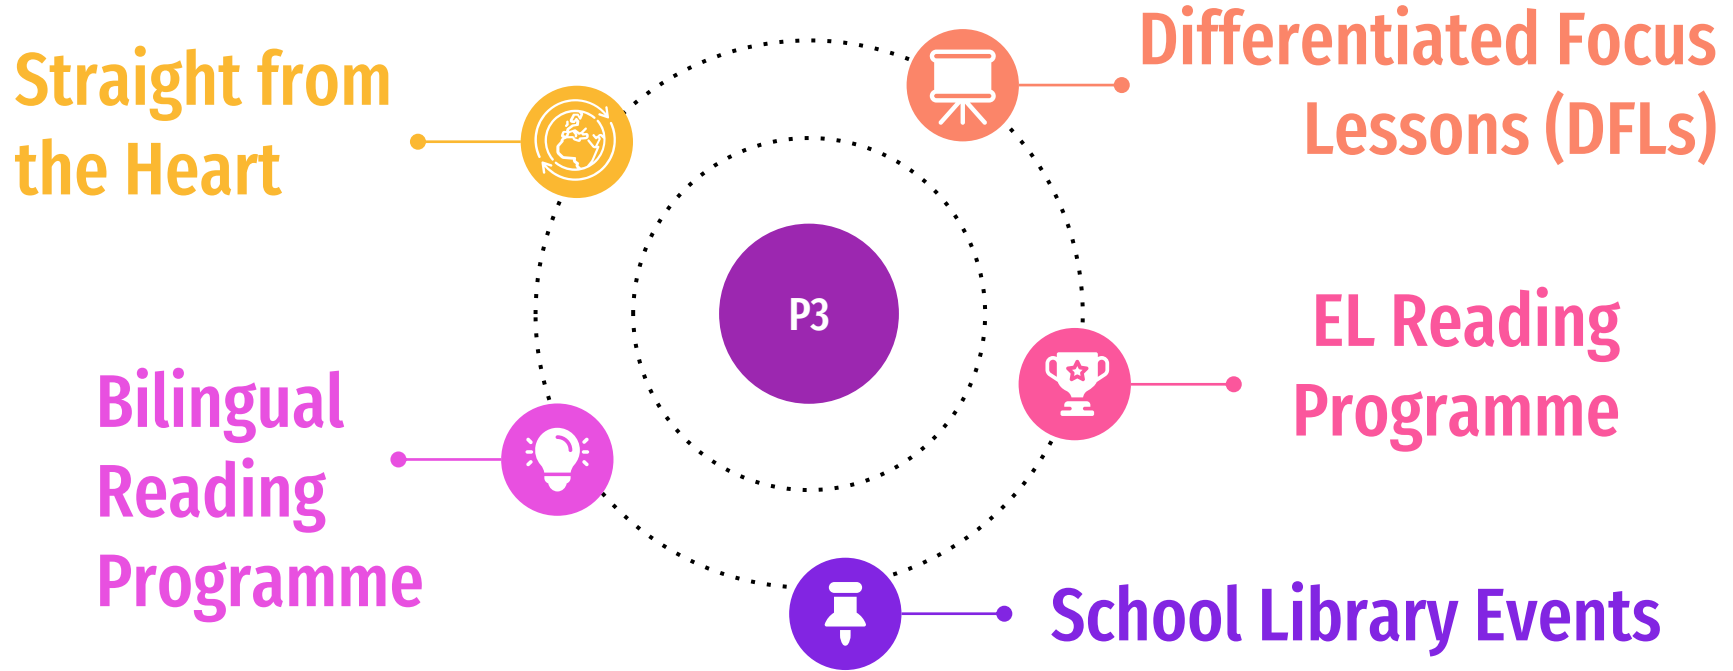 Straight from
the Heart
Differentiated Focus
Lessons (DFLs)
P3
EL Reading
Programme
Bilingual
Reading
Programme
School Library Events